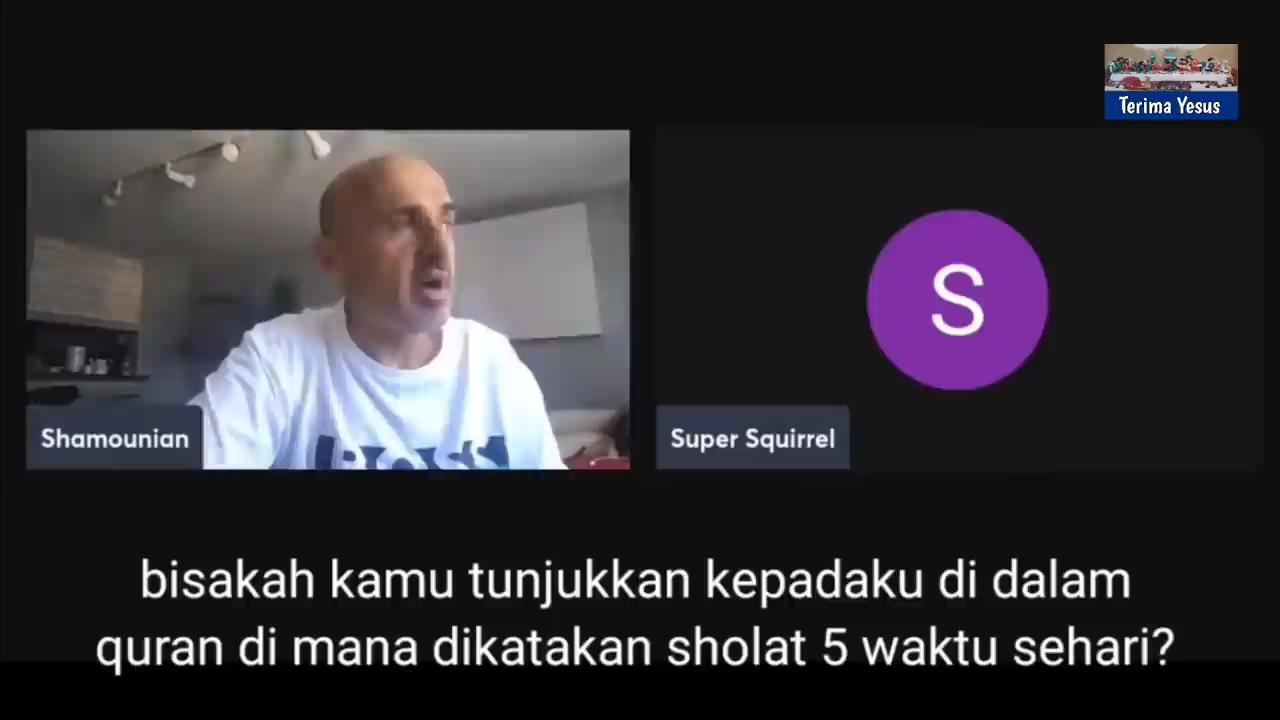 Terima Yesus
Shamounian
S
Super Squirrel
bisakah kamu tunjukkan kepadaku di dalam
quran di mana dikatakan sholat 5 waktu sehari?